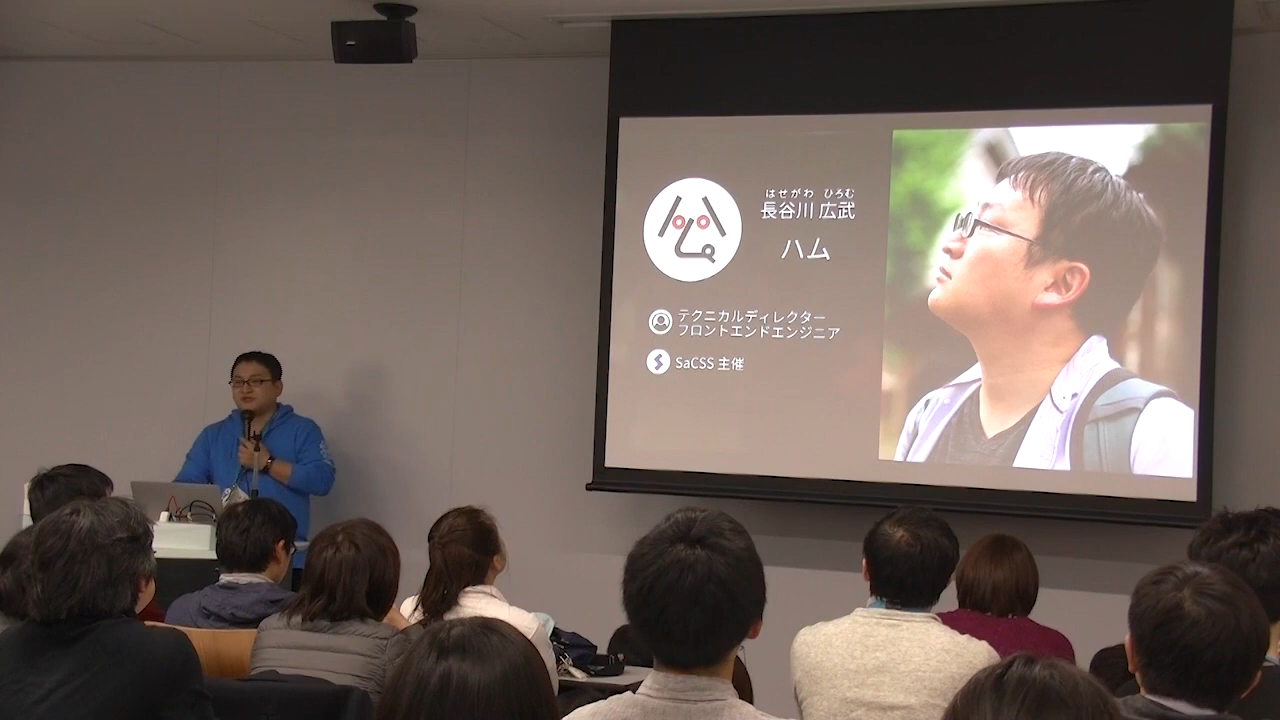 はせがわ ひろむ
長谷川 広武
ハム
テクニカルディレクター
フロントエンドエンジニア
SaCSS 主催